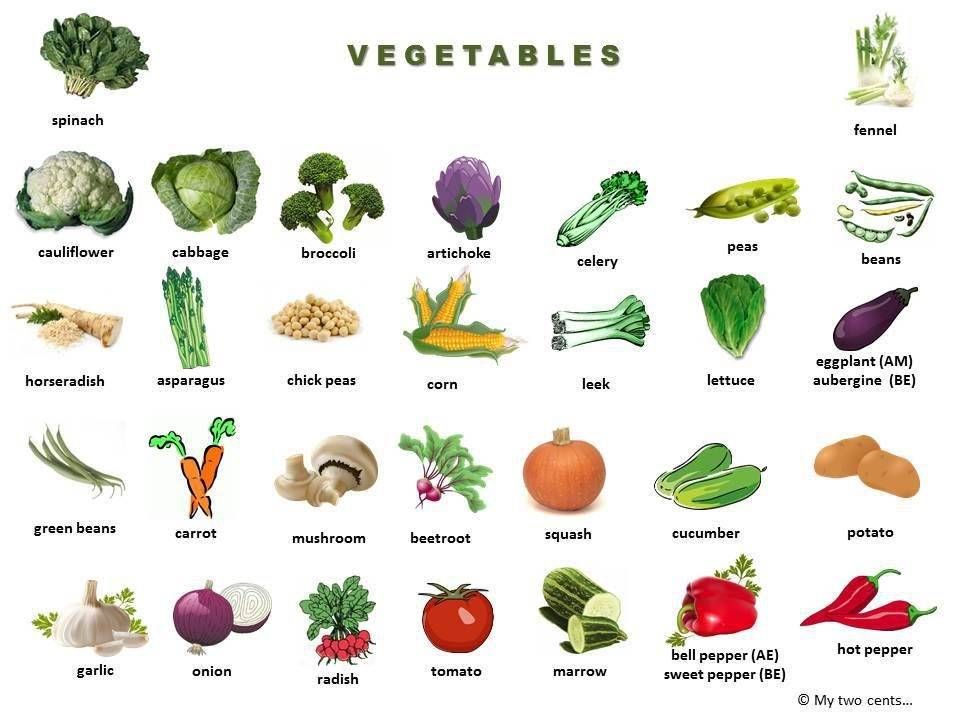 VEGETABLES
spinach
fennel
cauliflower
cabbage
broccoli
artichoke
celery
peas
beans
horseradish
asparagus
chick peas
corn
leek
lettuce
eggplant (AM)
aubergine (BE)
green beans
carrot
mushroom
beetroot
squash
cucumber
potato
garlic
onion
radish
tomato
marrow
bell pepper (AE)
sweet pepper (BE)
hot pepper
© My two cents...